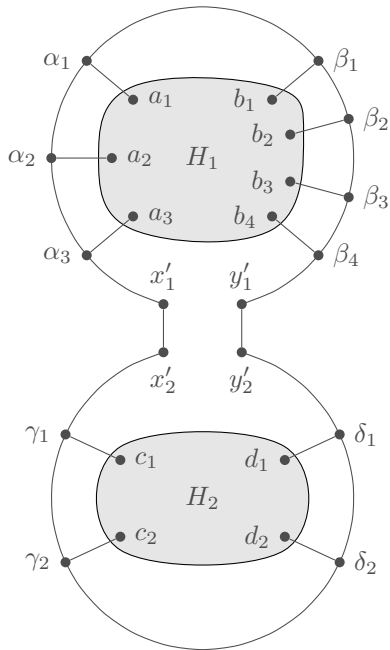 α₁ β₁
a₁ b₁
β₂
b₂
α₂ a₂ H₁
b₃
β₃
a₃ b₄
α₃ β₄
x′₁ y′₁
x′₂ y′₂
γ₁ δ₁
c₁ d₁
H₂
c₂ d₂
γ₂ δ₂